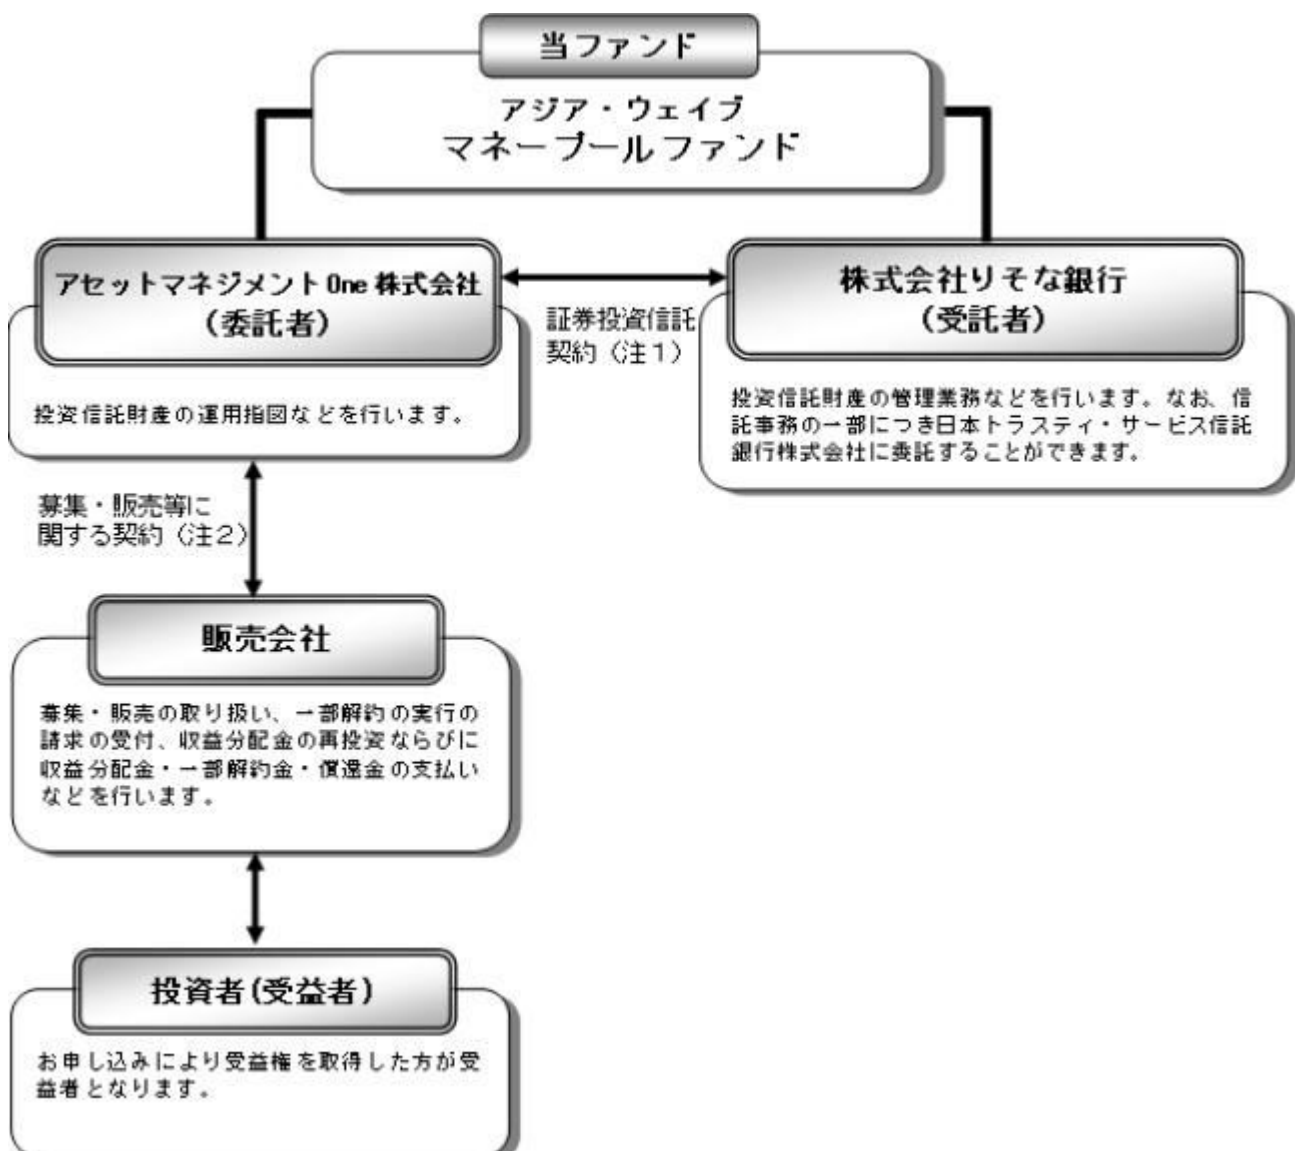 当ファンド
アジア・ウェイブ
マネープールファンド
アセットマネジメントOne 株式会社
（委託者）
投資信託財産の運用指図などを行います。
証券投資信託
契約（注１）
株式会社りそな銀行
（受託者）
投資信託財産の管理業務などを行います。なお、信
託事務の一部につき日本トラスティ・サービス信託
銀行株式会社に委託することができます。
募集・販売等に
関する契約（注２）
販売会社
募集・販売の取り扱い、一部解約の実行の
請求の受付、収益分配金の再投資ならびに
収益分配金・一部解約金・償還金の支払い
などを行います。
投資者(受益者)
お申し込みにより受益権を取得した方が受
益者となります。